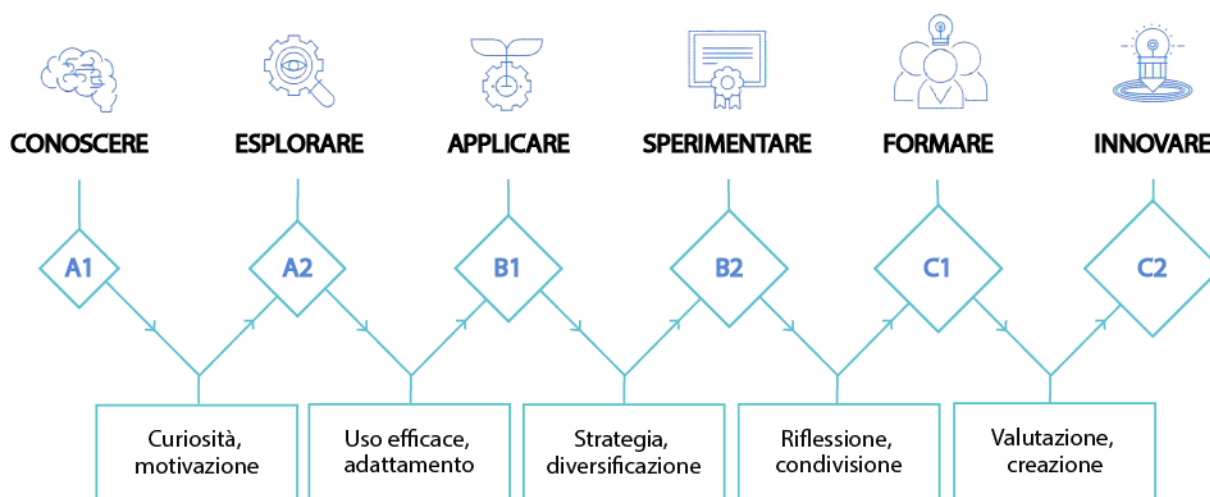 CONOSCERE
ESPLORARE
APPLICARE
SPERIMENTARE
FORMARE
INNOVARE
A1
A2
B1
B2
C1
C2
Curiosità,
motivazione
Uso efficace,
adattamento
Strategia,
diversificazione
Riflessione,
condivisione
Valutazione,
creazione